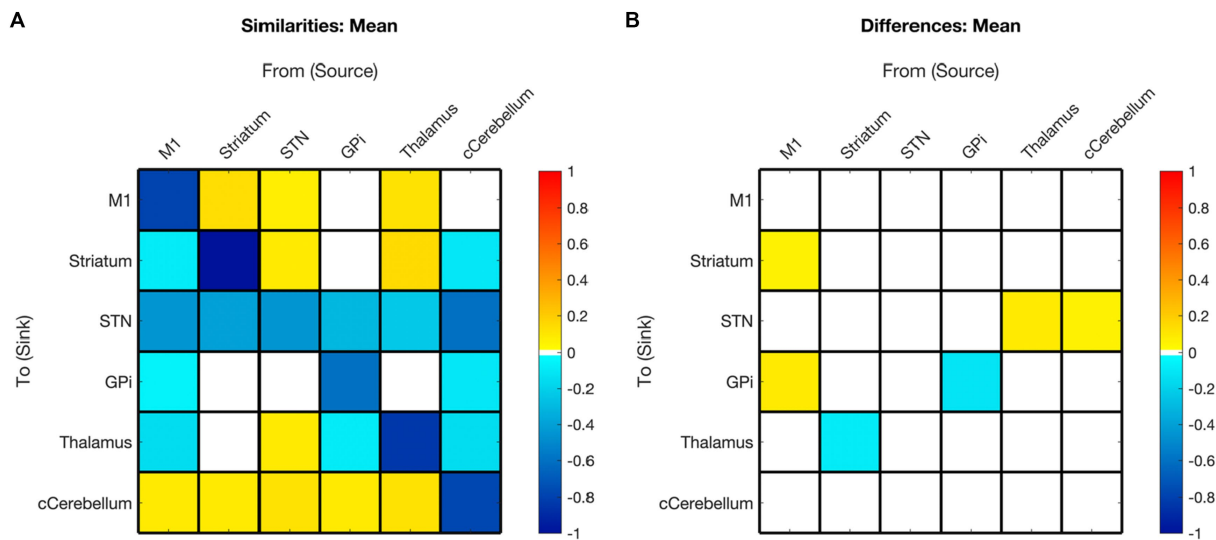 A
Similarities: Mean
From (Source)
M1
Striatum
STN
GPi
Thalamus
cCerebellum
To (Sink)
M1
Striatum
STN
GPi
Thalamus
cCerebellum
1
0.8
0.6
0.4
0.2
0
-0.2
-0.4
-0.6
-0.8
-1
B
Differences: Mean
From (Source)
M1
Striatum
STN
GPi
Thalamus
cCerebellum
To (Sink)
M1
Striatum
STN
GPi
Thalamus
cCerebellum
1
0.8
0.6
0.4
0.2
0
-0.2
-0.4
-0.6
-0.8
-1